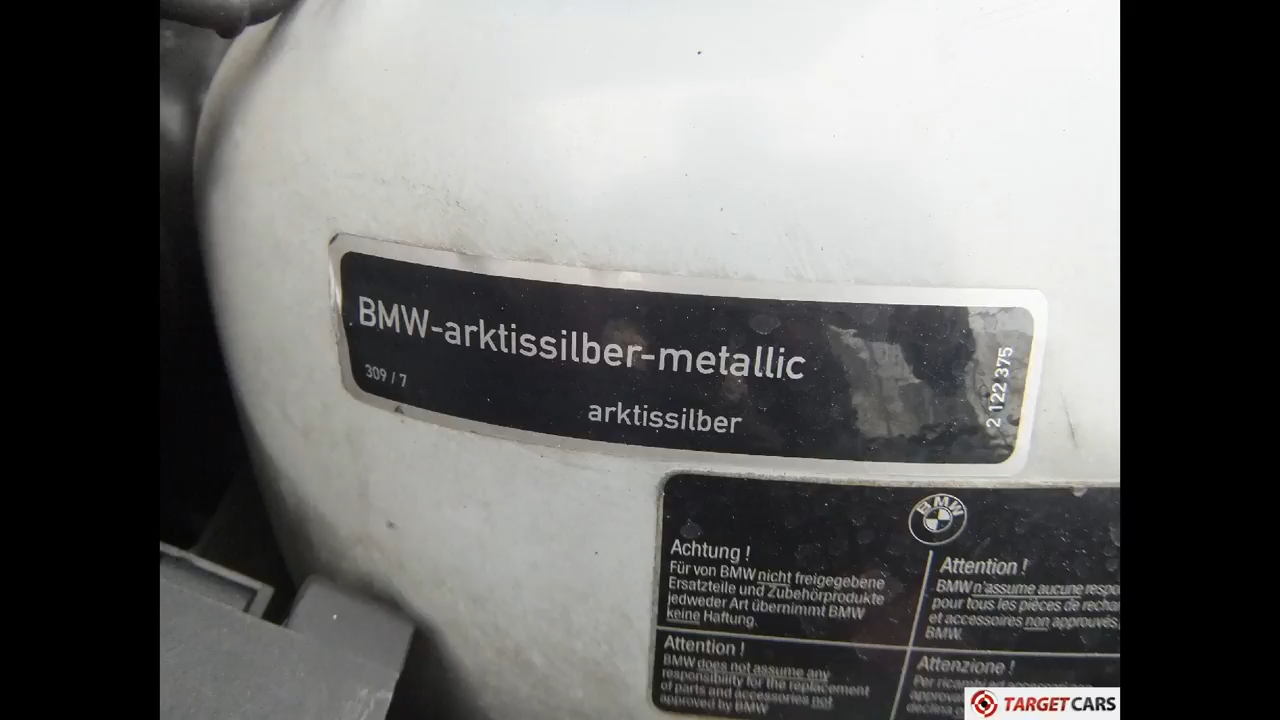 BMW-arktissilber-metallic
309 / 7
arktissilber
2 122 375
BMW
Achtung !
Für von BMW nicht freigegebene
Ersatzteile und Zubehörprodukte
jedweder Art übernimmt BMW
keine Haftung.
Attention !
BMW n'assume aucune
pour tous les pièces de
et accessoires non approuvés
BMW.
Attention !
BMW does not assume any
responsibility for the replacement
of parts and accessories not
approved by BMW
Attenzione !
Per ricambi ed
declina
TARGETCARS